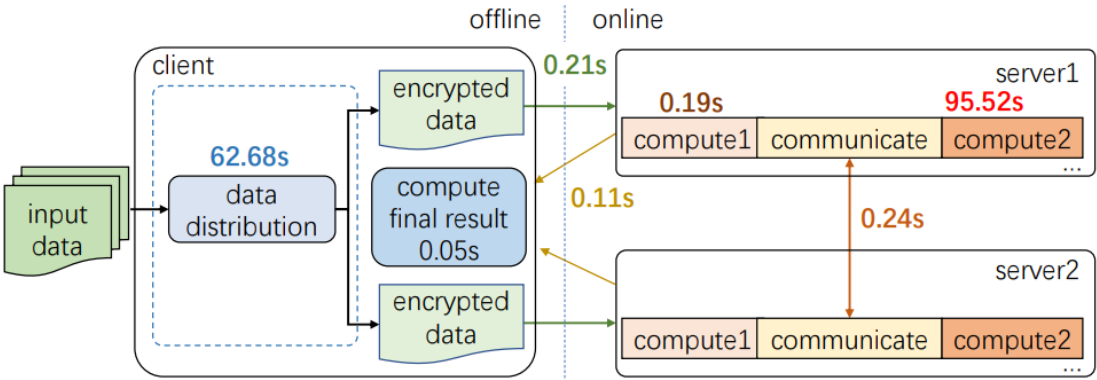 offline
online
client
server1
0.21s
encrypted
data
0.19s
95.52s
compute1
communicate
compute2
...
62.68s
data
distribution
compute
final result
0.05s
0.11s
input
data
0.24s
server2
encrypted
data
compute1
communicate
compute2
...